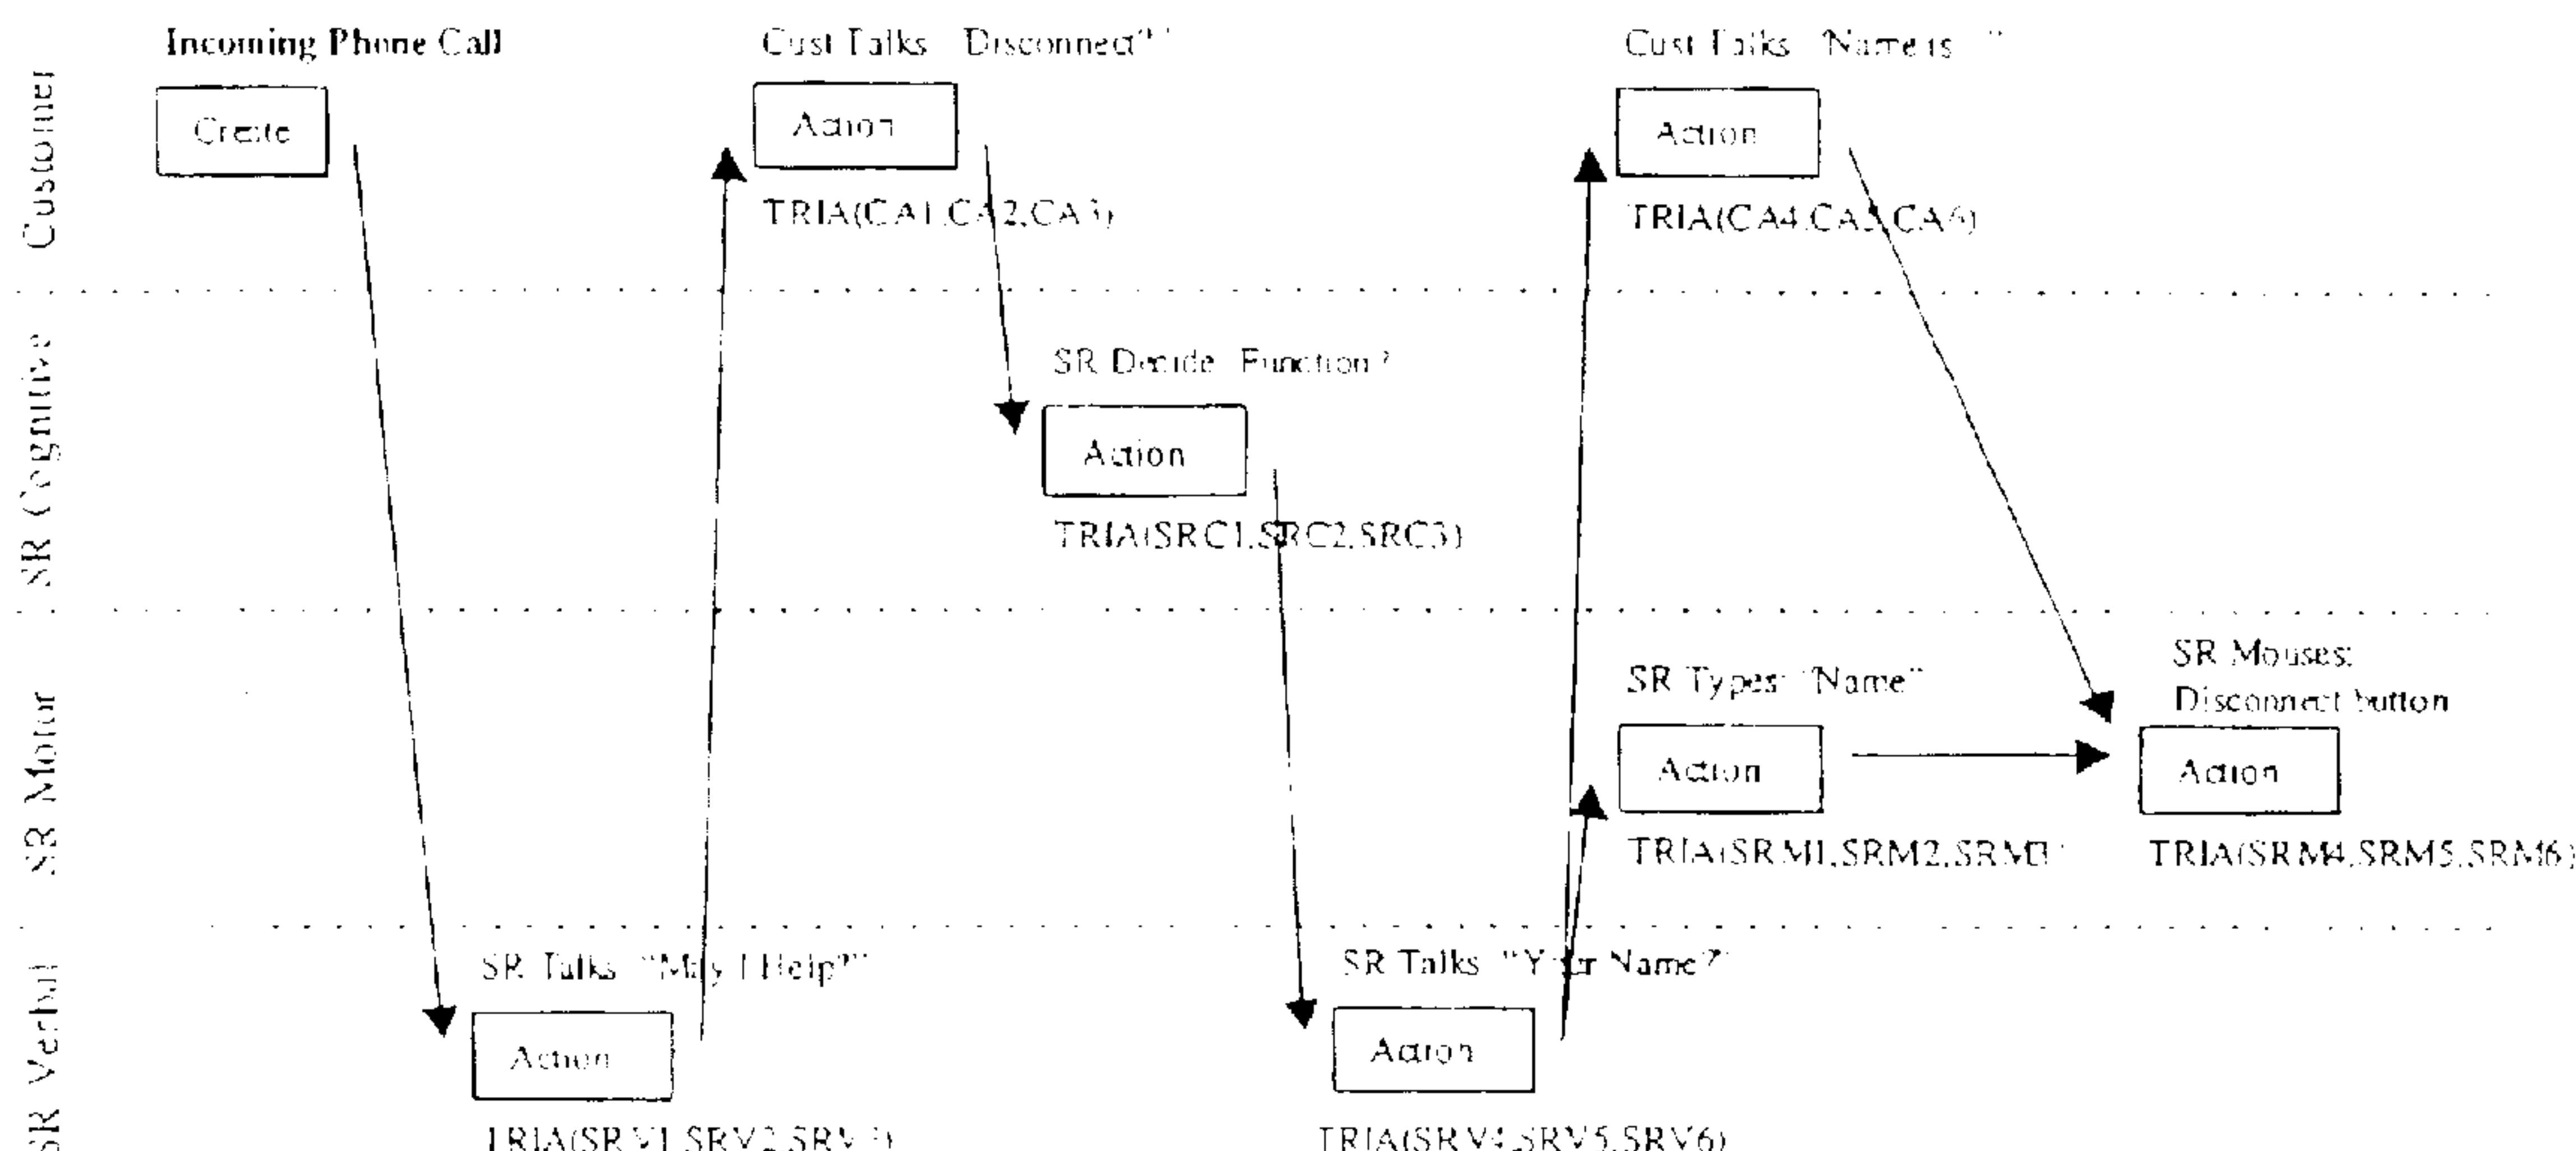 Incoming Phone Call
Create
Cust Talks "Disconnect?"
Action
TRIA(CA1,CA2,CA3)
Cust Talks "Name is "
Action
TRIA(CA4,CA5,CA6)
Customer
SR Decide Function?
Action
TRIA(SRC1,SRC2,SRC3)
SR Cognitive
SR Types: "Name"
Action
TRIA(SRM1,SRM2,SRM3)
SR Mouses:
Disconnect button
Action
TRIA(SRM4,SRM5,SRM6)
SR Motor
SR Talks "May I Help?"
Action
TRIA(SRV1,SRV2,SRV3)
SR Talks "Your Name?"
Action
TRIA(SRV4,SRV5,SRV6)
SR Verbal